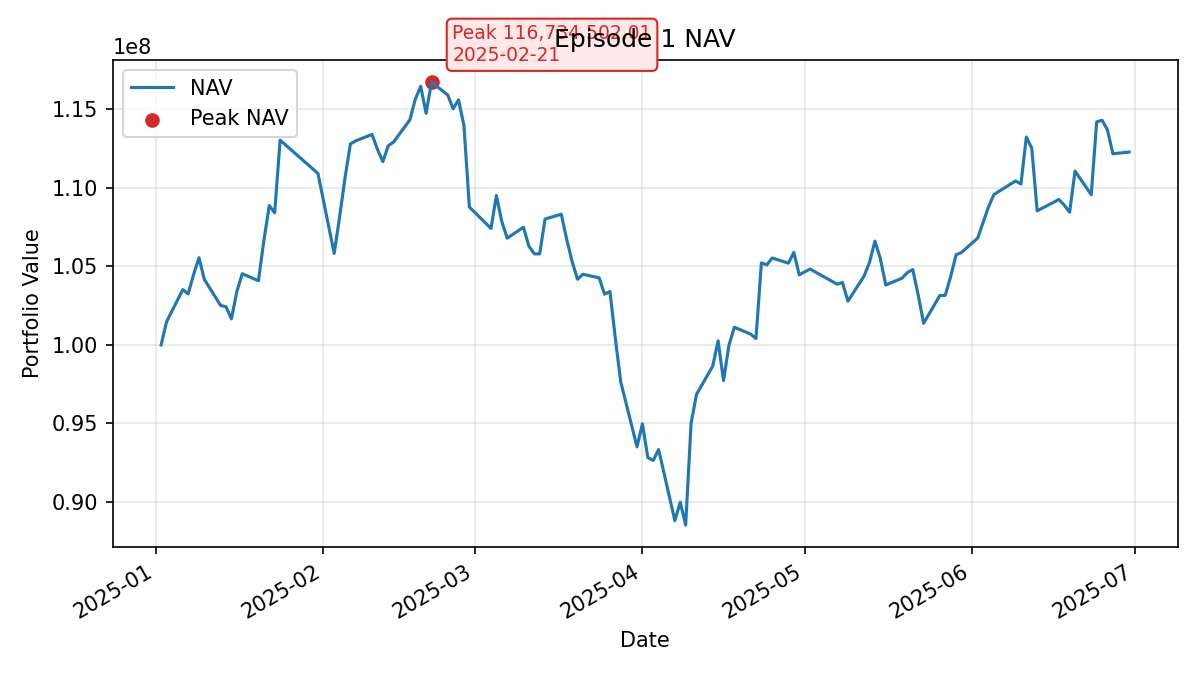 Peak 116,734,502.01
2025-02-21
Episode 1 NAV
1e8
NAV
Peak NAV
1.15
1.10
1.05
1.00
0.95
0.90
Portfolio Value
2025-01
2025-02
2025-03
2025-04
2025-05
2025-06
2025-07
Date